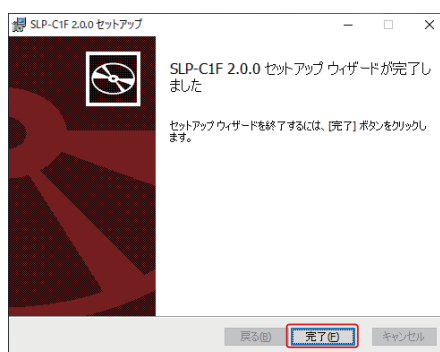 SLP-C1F 2.0.0 セットアップ
SLP-C1F 2.0.0 セットアップ ウィザードが完了し
ました
セットアップ ウィザードを終了するには、[完了] ボタンをクリックし
ます。
戻る(B) 完了(F) キャンセル